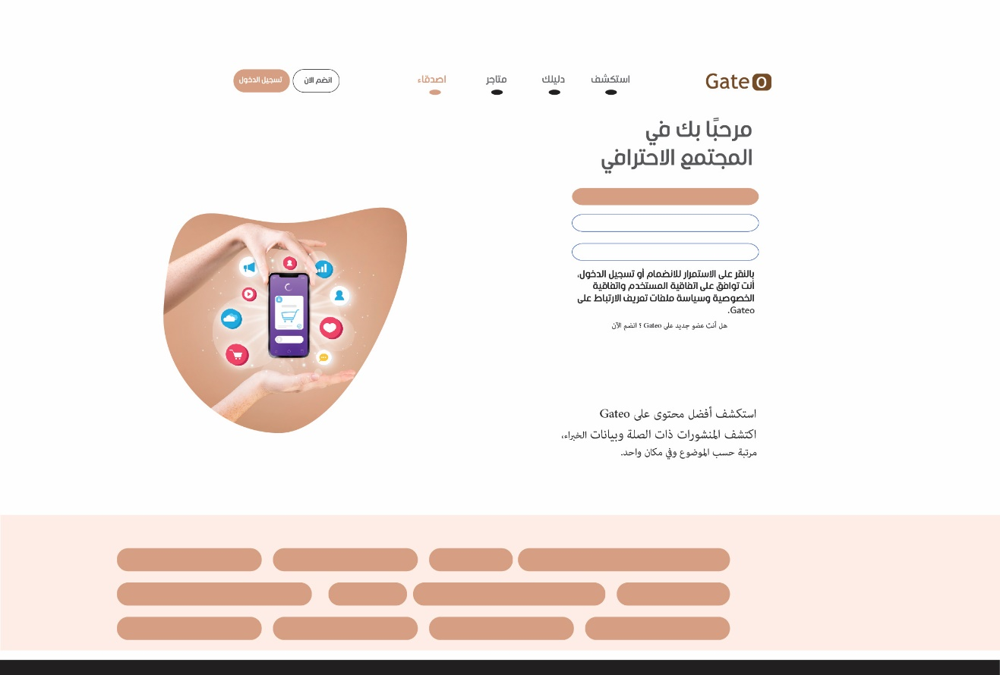 Gateo
استكشف
دليلك
متاجر
اصدقاء
انضم الان
تسجيل الدخول
مرحبًا بك في
المجتمع الاحترافي
بالنقر على الاستمرار للانضمام أو تسجيل الدخول،
أنت توافق على اتفاقية المستخدم واتفاقية
الخصوصية وسياسة ملفات تعريف الارتباط على
Gateo.
هل أنت عضو جديد على Gateo ؟ انضم الآن
استكشف أفضل محتوى على Gateo
اكتشف المنشورات ذات الصلة وبيانات الخبراء،
مرتبة حسب الموضوع وفي مكان واحد.